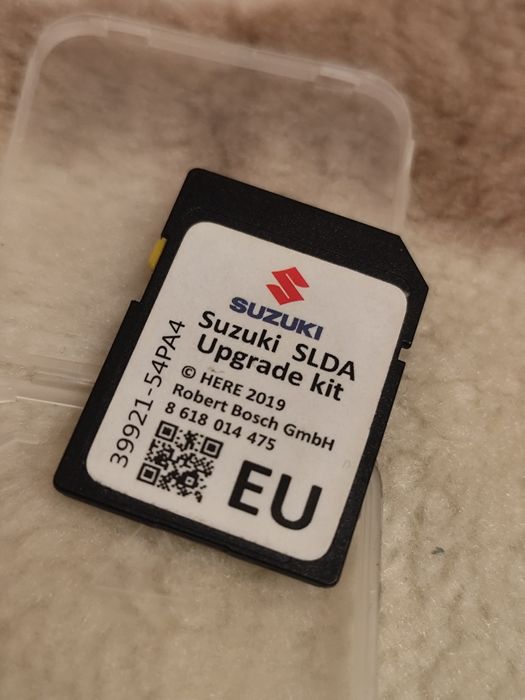 SUZUKI
Suzuki SLDA
Upgrade kit
© HERE 2019
Robert Bosch GmbH
8 618 014 475
EU
39921-54PA4